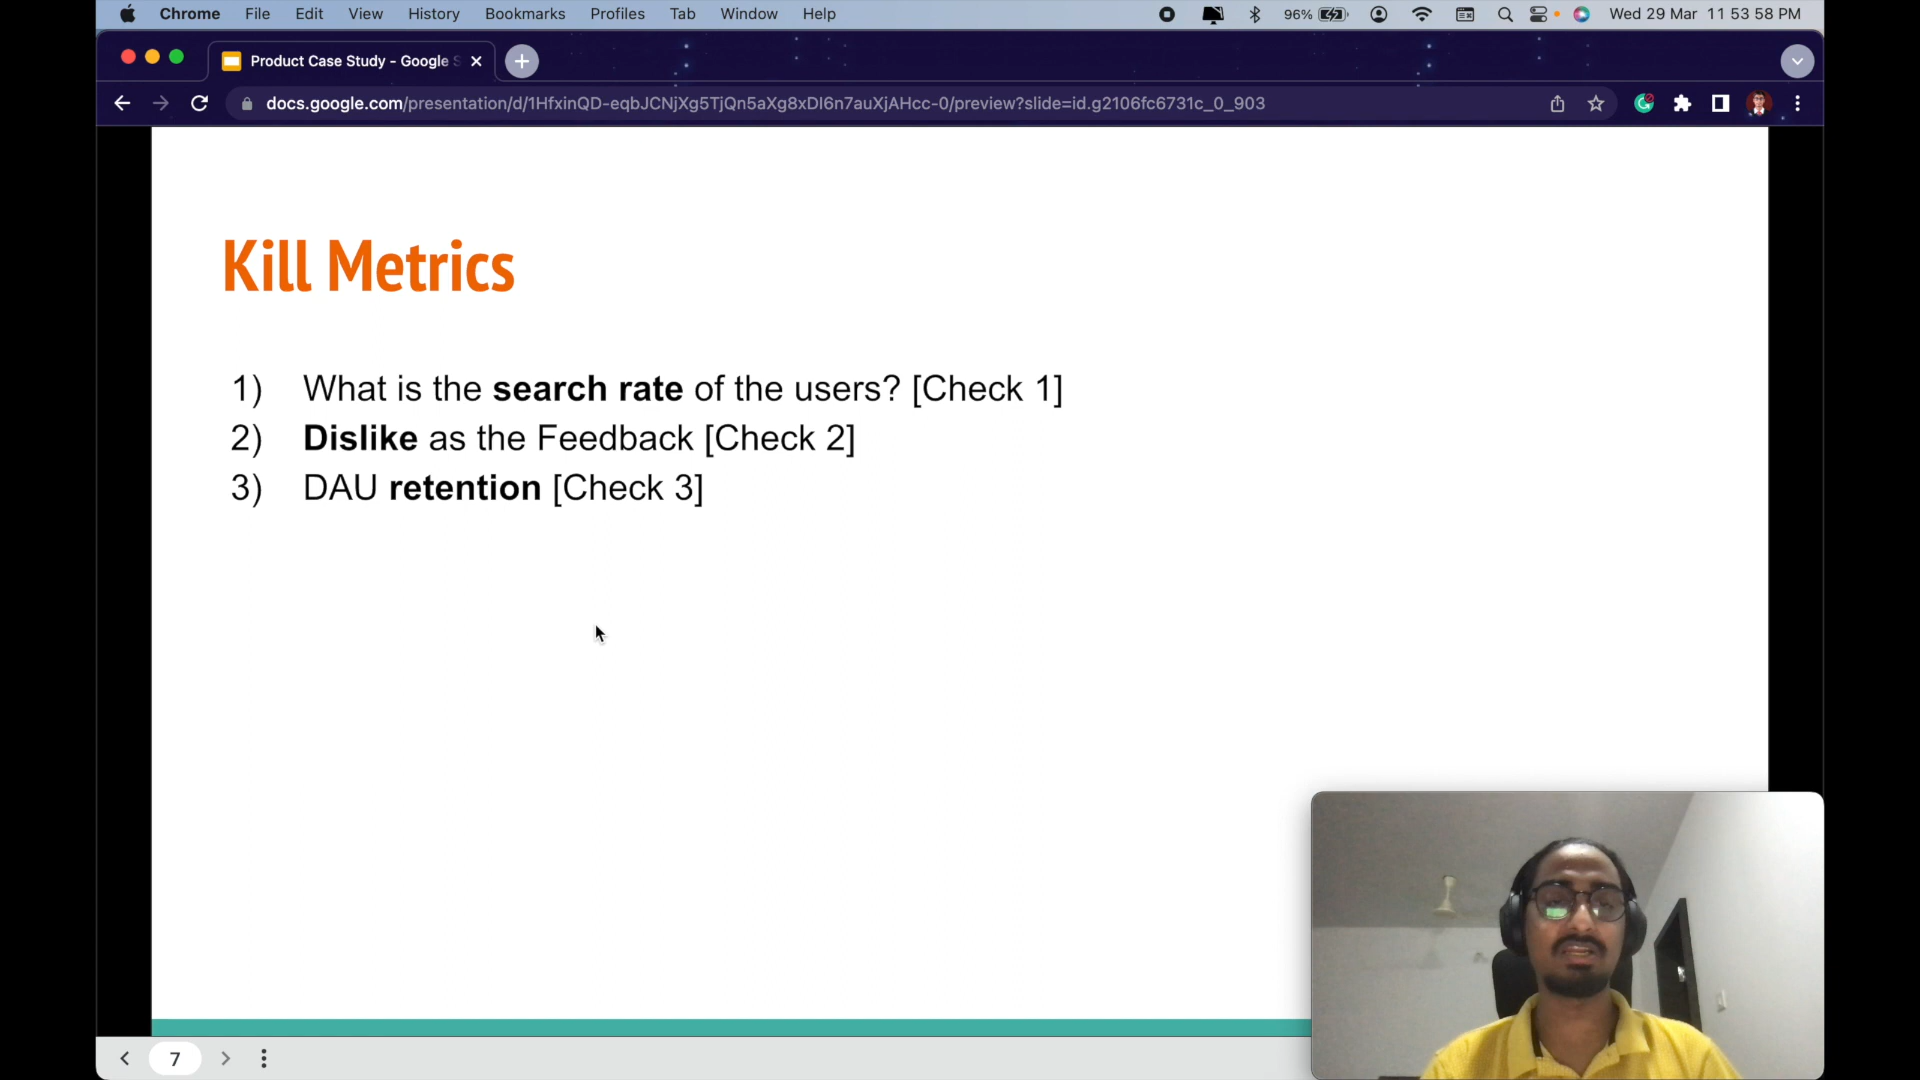 Chrome File Edit View History Bookmarks Profiles Tab Window Help 96% Wed 29 Mar 11 53 58 PM
Product Case Study - Google S
docs.google.com/presentation/d/1HfxinQD-eqbJCNjXg5TjQn5aXg8xDI6n7auXjAHcc-0/preview?slide=id.g2106fc6731c_0_903
Kill Metrics
1) What is the search rate of the users? [Check 1]
2) Dislike as the Feedback [Check 2]
3) DAU retention [Check 3]
7